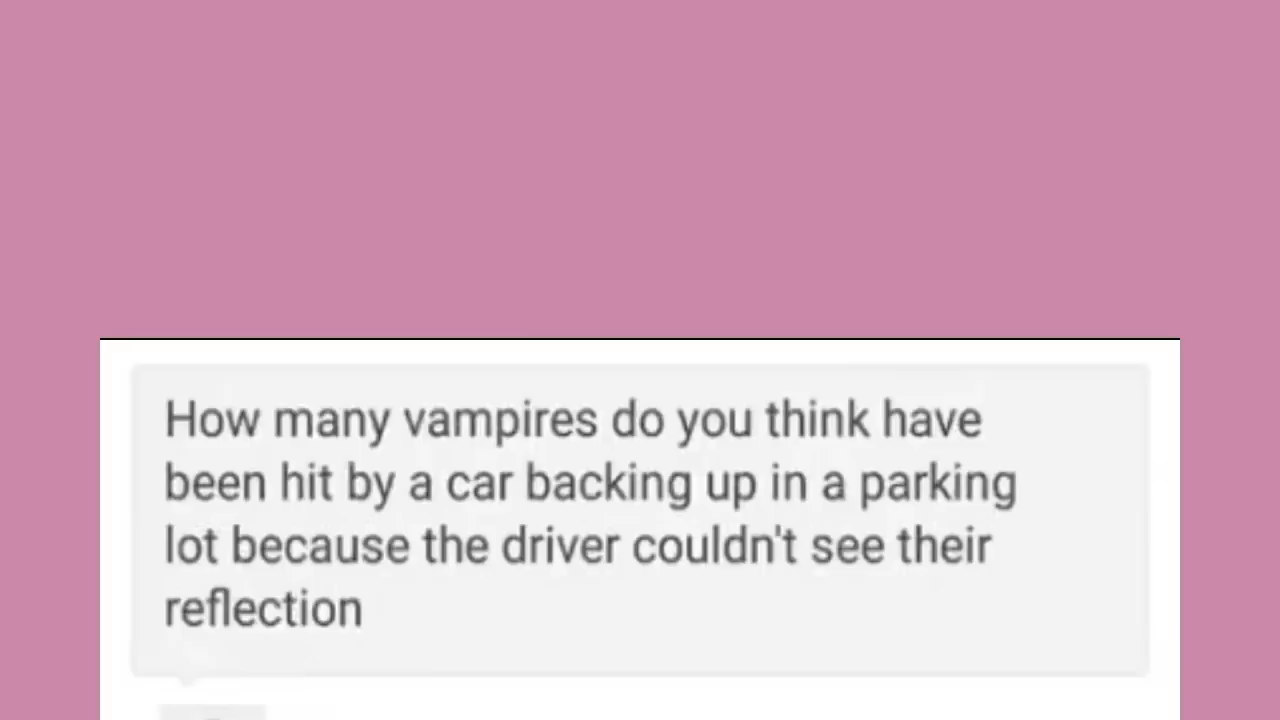 How many vampires do you think have
been hit by a car backing up in a parking
lot because the driver couldn't see their
reflection